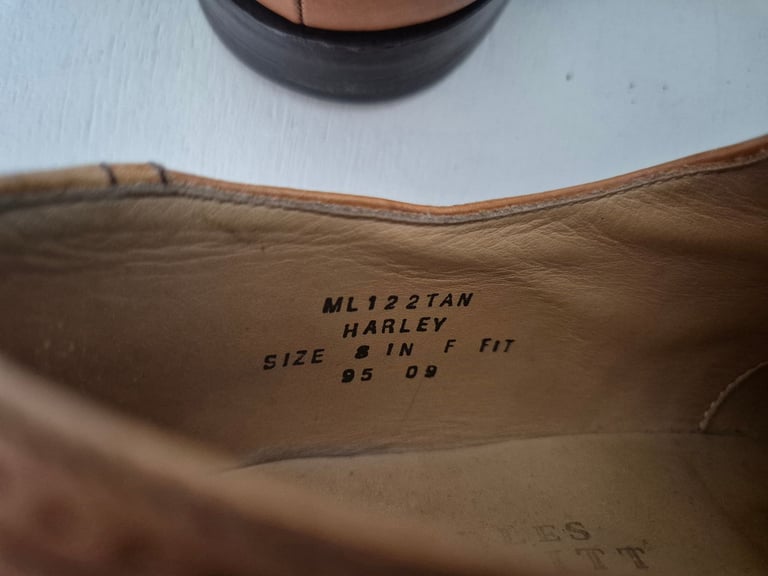 ML122TAN
HARLEY
SIZE 8 IN F FIT
95 09